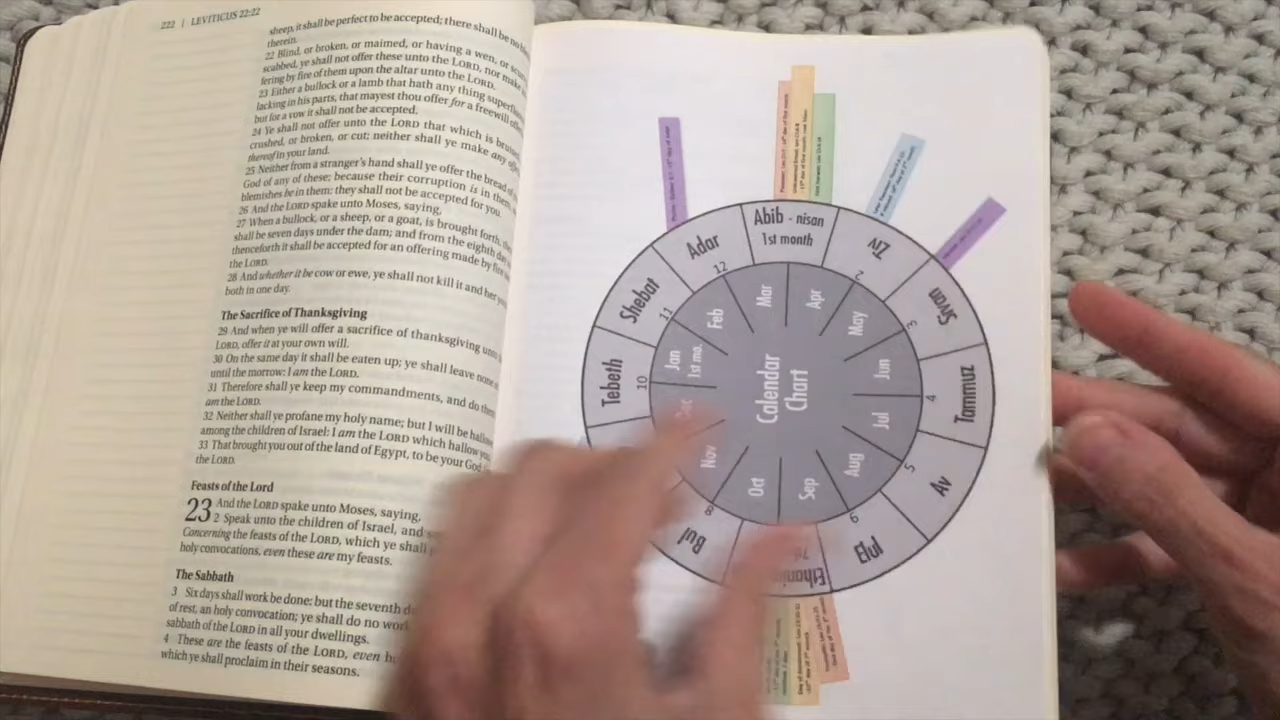 222 | LEVITICUS 22:22
sheep, it shall be perfect to be accepted; there shall be no
therein.
22 Blind, or broken, or maimed, or having a wen, or
scabbed, ye shall not offer these unto the LORD, nor make
fering by fire of them upon the altar unto the LORD.
23 Either a bullock or a lamb that hath any thing
lacking in his parts, that mayest thou offer for a freewill
but for a vow it shall not be accepted.
24 Ye shall not offer unto the LORD that which is
crushed, or broken, or cut; neither shall ye make any
thereof in your land.
25 Neither from a stranger's hand shall ye offer the bread of
God of any of these; because their corruption is in them,
blemishes be in them: they shall not be accepted for you.
26 And the LORD spake unto Moses, saying,
27 When a bullock, or a sheep, or a goat, is brought forth,
shall be seven days under the dam; and from the eighth
thenceforth it shall be accepted for an offering made by
the LORD.
28 And whether it be cow or ewe, ye shall not kill it and her
both in one day.
The Sacrifice of Thanksgiving
29 And when ye will offer a sacrifice of thanksgiving
LORD, offer it at your own will.
30 On the same day it shall be eaten up; ye shall leave
until the morrow: I am the LORD.
31 Therefore shall ye keep my commandments, and do
am the LORD.
32 Neither shall ye profane my holy name; but I will be
among the children of Israel: I am the LORD which hallow
33 That brought you out of the land of Egypt, to be your God
the LORD.
Feasts of the Lord
23 And the LORD spake unto Moses, saying,
2 Speak unto the children of Israel, and
Concerning the feasts of the LORD, which ye shall
holy convocations, even these are my feasts.
The Sabbath
3 Six days shall work be done: but the seventh
of rest, an holy convocation; ye shall do no
sabbath of the LORD in all your dwellings.
4 These are the feasts of the LORD, even
which ye shall proclaim in their seasons.
Abib - nisan
1st month
Ziv
2
Sivan
3
Tammuz
4
Av
5
Elul
6
Bul
8
Tebeth
10
Shebat
11
Adar
12
Calendar
Chart
Jan
1st mo.
Feb
Mar
Apr
May
Jun
Jul
Aug
Sep
Oct
Nov
Dec